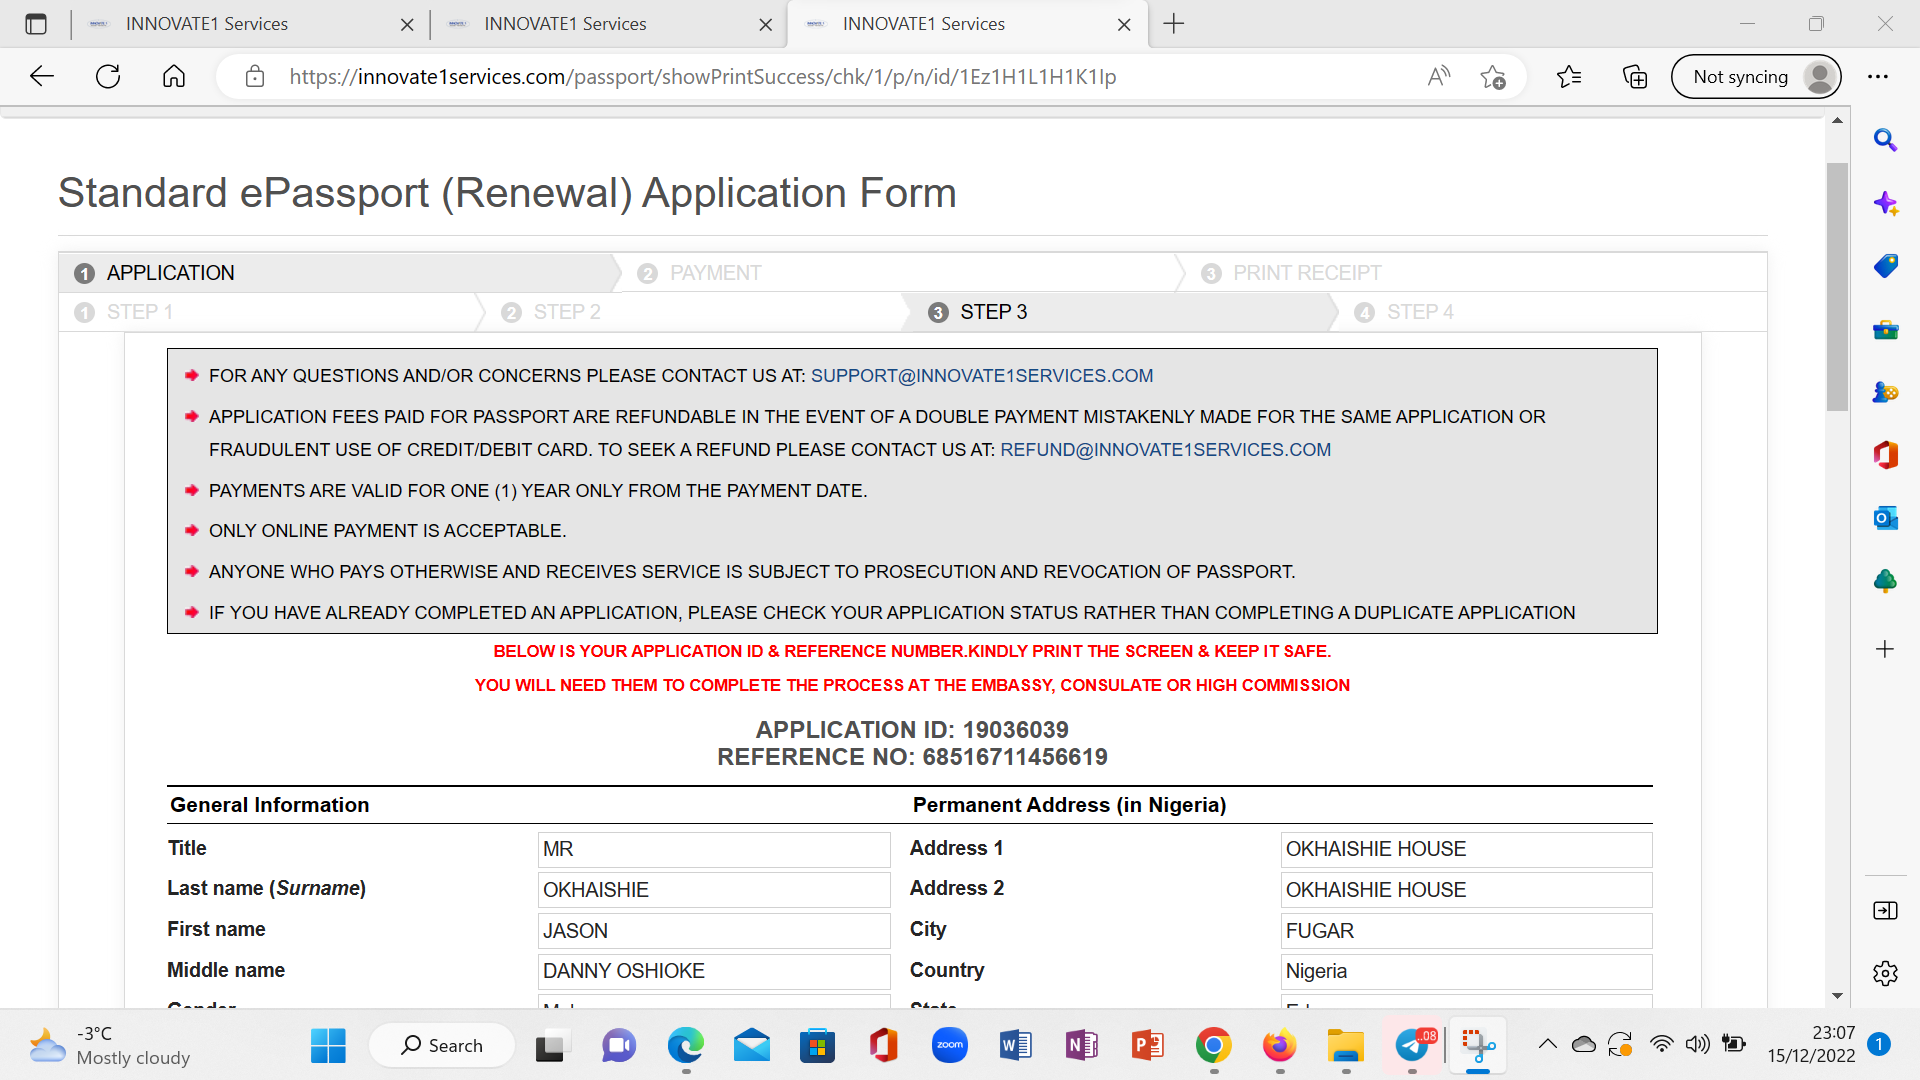 INNOVATE1 Services
INNOVATE1 Services
INNOVATE1 Services
https://innovate1services.com/passport/showPrintSuccess/chk/1/p/n/id/1Ez1H1L1H1K1Ip
Not syncing
Standard ePassport (Renewal) Application Form
1 APPLICATION
2 PAYMENT
3 PRINT RECEIPT
1 STEP 1
2 STEP 2
3 STEP 3
4 STEP 4
FOR ANY QUESTIONS AND/OR CONCERNS PLEASE CONTACT US AT: SUPPORT@INNOVATE1SERVICES.COM
APPLICATION FEES PAID FOR PASSPORT ARE REFUNDABLE IN THE EVENT OF A DOUBLE PAYMENT MISTAKENLY MADE FOR THE SAME APPLICATION OR
FRAUDULENT USE OF CREDIT/DEBIT CARD. TO SEEK A REFUND PLEASE CONTACT US AT: REFUND@INNOVATE1SERVICES.COM
PAYMENTS ARE VALID FOR ONE (1) YEAR ONLY FROM THE PAYMENT DATE.
ONLY ONLINE PAYMENT IS ACCEPTABLE.
ANYONE WHO PAYS OTHERWISE AND RECEIVES SERVICE IS SUBJECT TO PROSECUTION AND REVOCATION OF PASSPORT.
IF YOU HAVE ALREADY COMPLETED AN APPLICATION, PLEASE CHECK YOUR APPLICATION STATUS RATHER THAN COMPLETING A DUPLICATE APPLICATION
BELOW IS YOUR APPLICATION ID & REFERENCE NUMBER.KINDLY PRINT THE SCREEN & KEEP IT SAFE.
YOU WILL NEED THEM TO COMPLETE THE PROCESS AT THE EMBASSY, CONSULATE OR HIGH COMMISSION
APPLICATION ID: 19036039
REFERENCE NO: 68516711456619
General Information
Permanent Address (in Nigeria)
Title MR
Address 1 OKHAISHIE HOUSE
Last name (Surname) OKHAISHIE
Address 2 OKHAISHIE HOUSE
First name JASON
City FUGAR
Middle name DANNY OSHIOKE
Country Nigeria
-3°C
Mostly cloudy
Search
zoom
23:07
15/12/2022
1